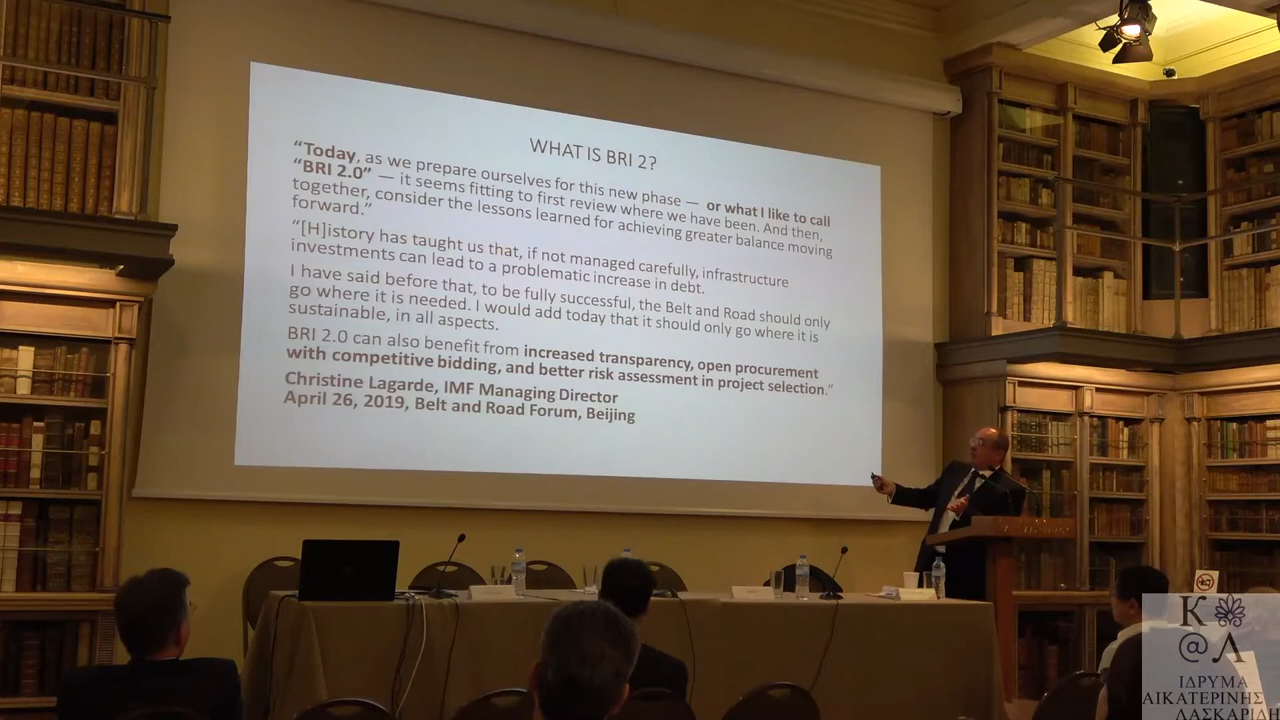 WHAT IS BRI 2?
“Today, as we prepare ourselves for this new phase — or what I like to call
“BRI 2.0” — it seems fitting to first review where we have been. And then,
together, consider the lessons learned for achieving greater balance moving
forward.”
“[H]istory has taught us that, if not managed carefully, infrastructure
investments can lead to a problematic increase in debt.
I have said before that, to be fully successful, the Belt and Road should only
go where it is needed. I would add today that it should only go where it is
sustainable, in all aspects.
BRI 2.0 can also benefit from increased transparency, open procurement
with competitive bidding, and better risk assessment in project selection.”
Christine Lagarde, IMF Managing Director
April 26, 2019, Belt and Road Forum, Beijing
Κ
@Λ
ΙΔΡΥΜΑ
ΑΙΚΑΤΕΡΙΝΗΣ
ΛΑΣΚΑΡΙΔΗ